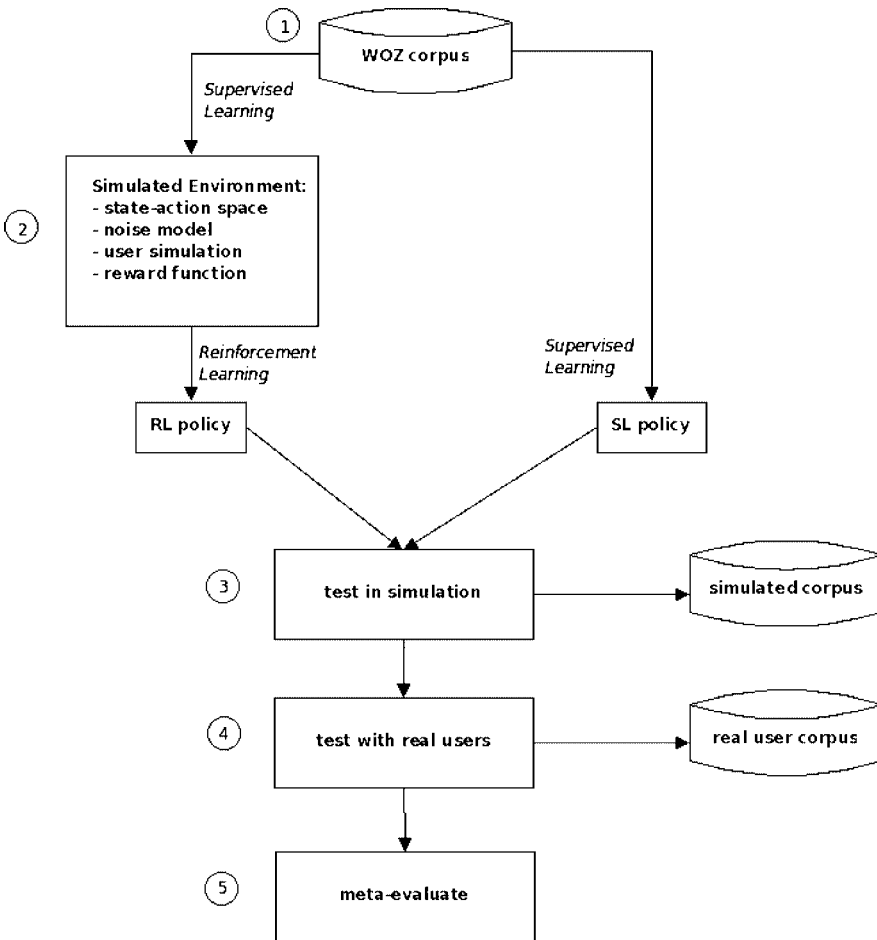 1
WOZ corpus
Supervised
Learning
Simulated Environment:
- state-action space
- noise model
- user simulation
- reward function
2
Reinforcement
Learning
Supervised
Learning
RL policy
SL policy
3
test in simulation
simulated corpus
4
test with real users
real user corpus
5
meta-evaluate